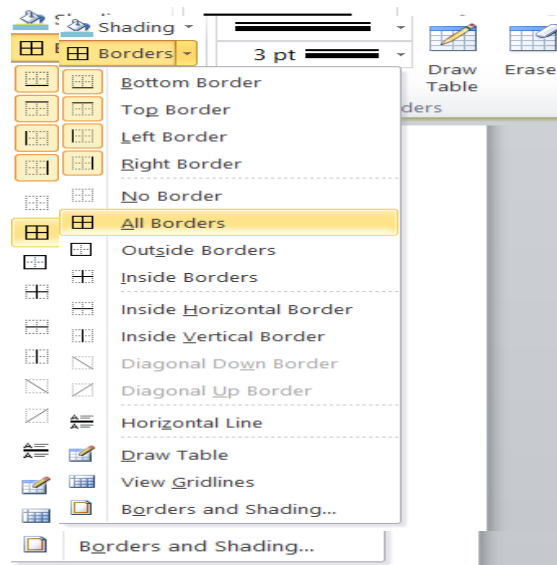 Shading
Borders
3 pt
Draw
Table
Erase
ders
Bottom Border
Top Border
Left Border
Right Border
No Border
All Borders
Outside Borders
Inside Borders
Inside Horizontal Border
Inside Vertical Border
Diagonal Down Border
Diagonal Up Border
Horizontal Line
Draw Table
View Gridlines
Borders and Shading...
Borders and Shading...